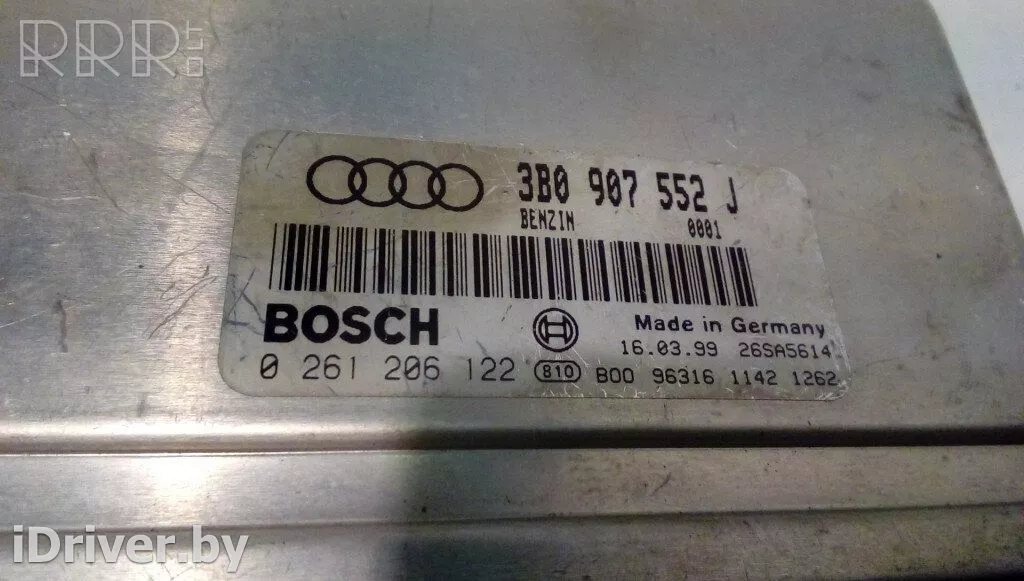 RRR.LT
3B0 907 552 J
BENZIN 0001
BOSCH
Made in Germany
16.03.99 26SA5614
0 261 206 122 810 B00 96316 1142 1262
iDriver.by